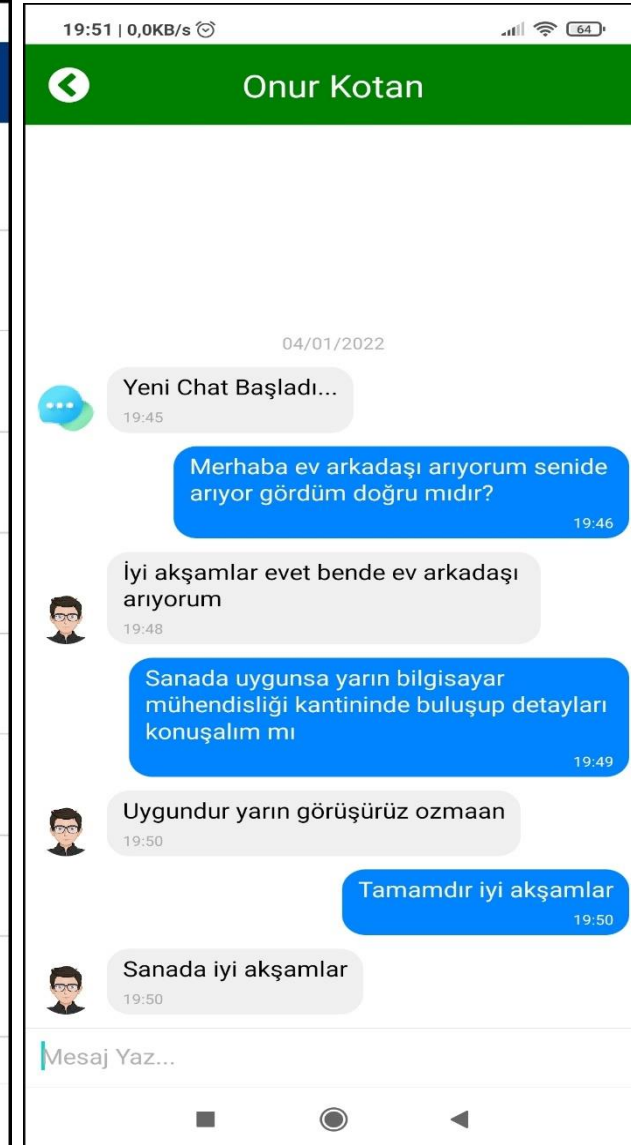 19:51 | 0,0KB/s
64
Onur Kotan
04/01/2022
Yeni Chat Başladı...
19:45
Merhaba ev arkadaşı arıyorum senide
arıyor gördüm doğru mıdır?
19:46
İyi akşamlar evet bende ev arkadaşı
arıyorum
19:48
Sanada uygunsa yarın bilgisayar
mühendisliği kantininde buluşup detayları
konuşalım mı
19:49
Uygundur yarın görüşürüz ozmaan
19:50
Tamamdır iyi akşamlar
19:50
Sanada iyi akşamlar
19:50
Mesaj Yaz...